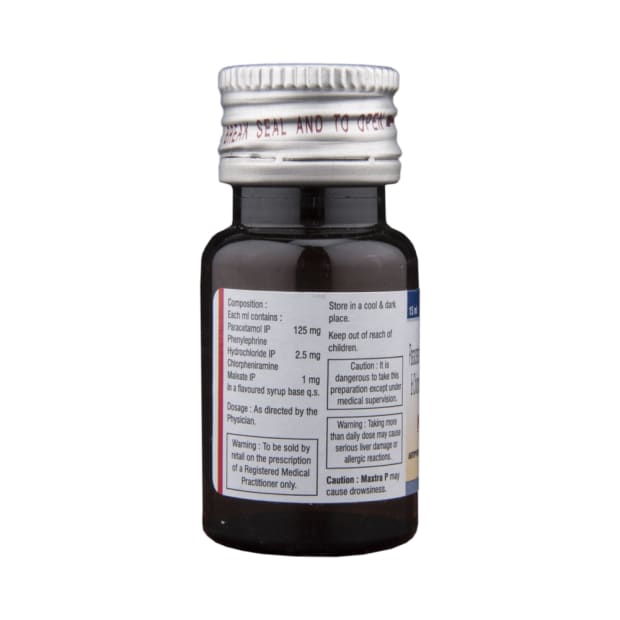 BREAK SEAL AND TO OPEN
Composition :
Each ml contains :
Paracetamol IP 125 mg
Phenylephrine
Hydrochloride IP 2.5 mg
Chlorpheniramine
Maleate IP 1 mg
in a flavoured syrup base q.s.
Dosage : As directed by the
Physician.
Warning : To be sold by
retail on the prescription
of a Registered Medical
Practitioner only.
Store in a cool & dark
place.
Keep out of reach of
children.
Caution : It is
dangerous to take this
preparation except under
medical supervision.
Warning : Taking more
than daily dose may cause
serious liver damage or
allergic reactions.
Caution : Maxtra P may
cause drowsiness.
15 ml